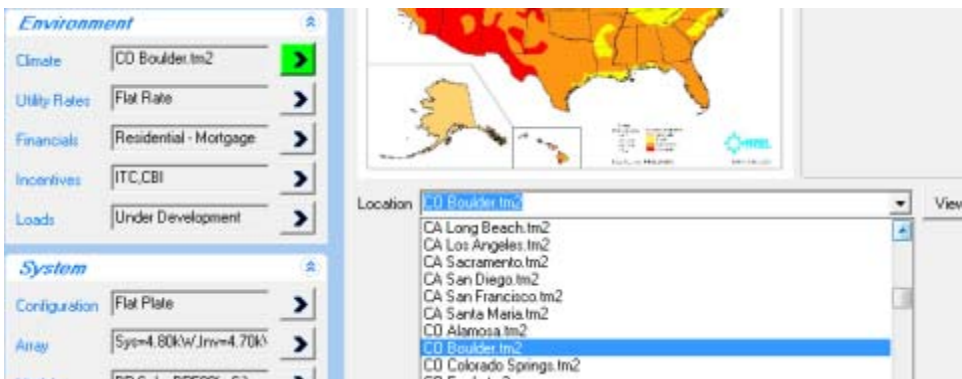 Environment
Climate CO Boulder.tm2
Utility Rates Flat Rate
Financials Residential - Mortgage
Incentives ITC,CBI
Loads Under Development
System
Configuration Flat Plate
Array Sys=4.80kW,Inv=4.70k
NREL
Location CO Boulder.tm2 View
CA Long Beach.tm2
CA Los Angeles.tm2
CA Sacramento.tm2
CA San Diego.tm2
CA San Francisco.tm2
CA Santa Maria.tm2
CO Alamosa.tm2
CO Boulder.tm2
CO Colorado Springs.tm2